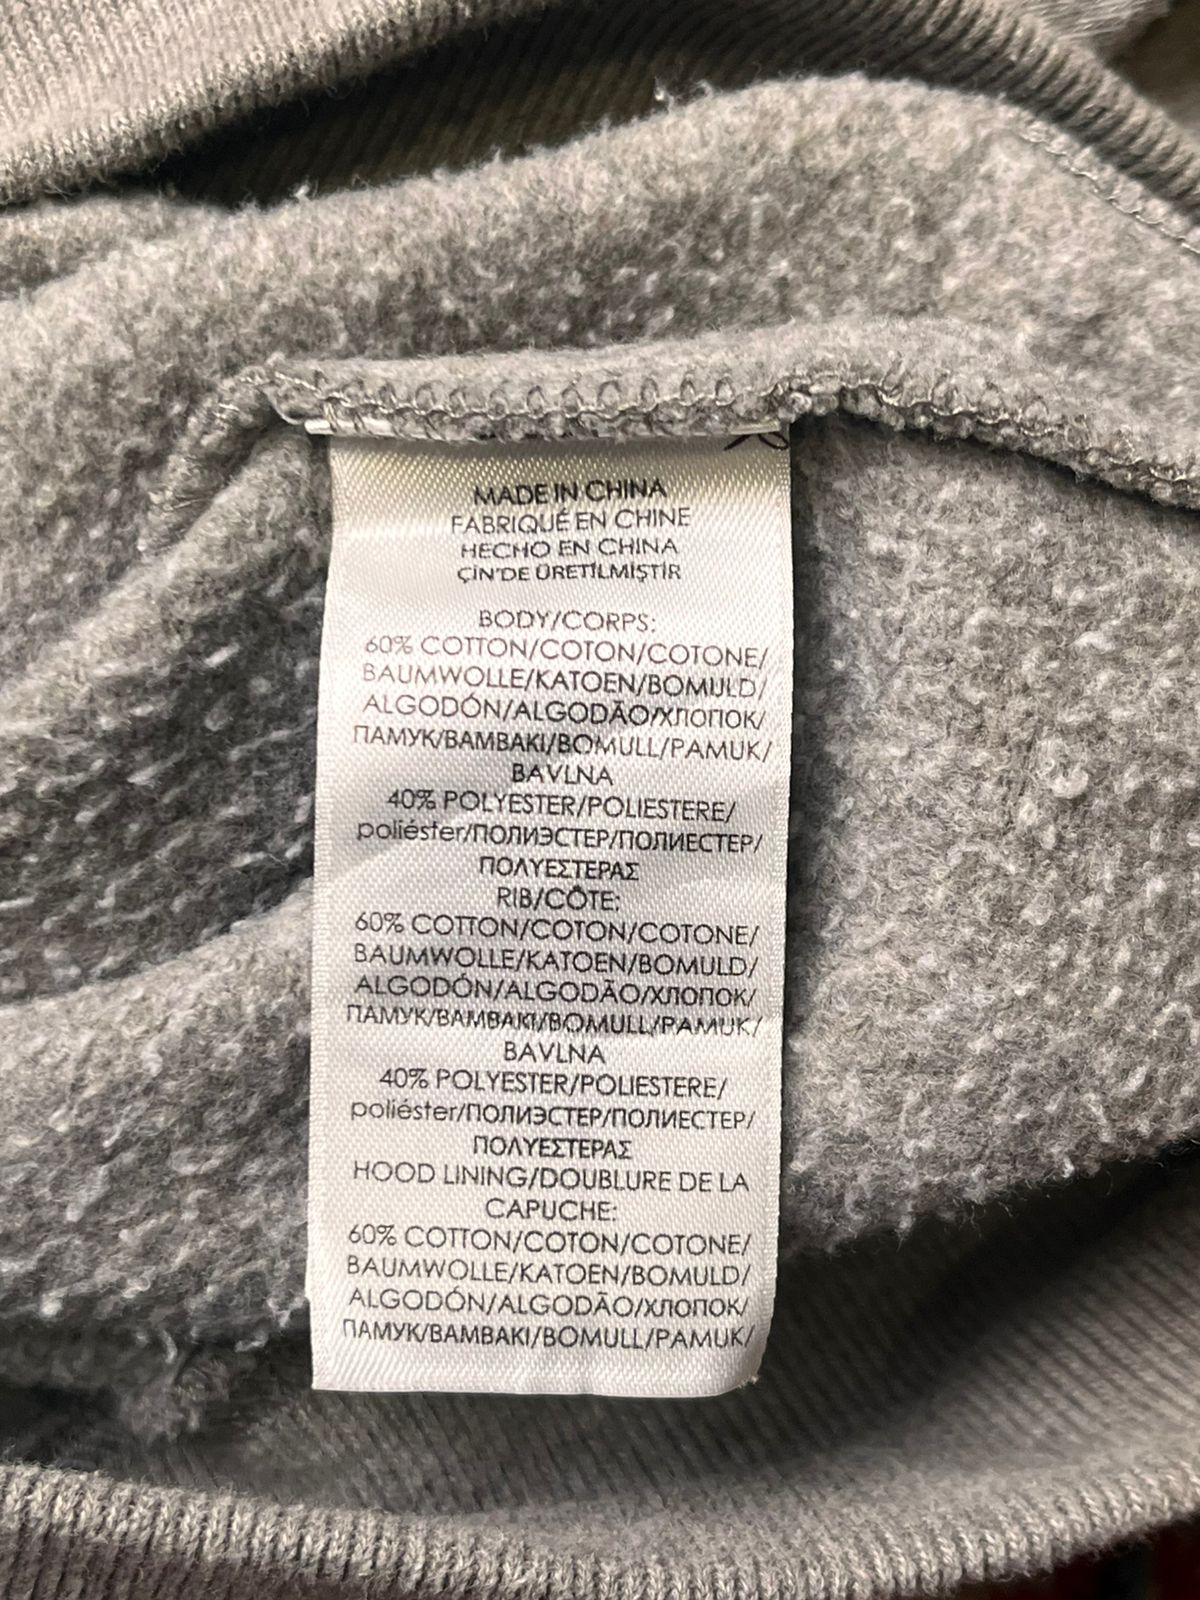 MADE IN CHINA
FABRIQUÉ EN CHINE
HECHO EN CHINA
ÇİN'DE ÜRETİLMİŞTİR
BODY/CORPS:
60% COTTON/COTON/COTONE/
BAUMWOLLE/KATOEN/BOMULD/
ALGODÓN/ALGODÃO/ХЛОПОК/
ПАМУК/BAMBAKI/BOMULL/PAMUK/
BAVLNA
40% POLYESTER/POLIESTERE/
poliéster/ПОЛИЭСТЕР/ПОЛИЕСТЕР/
ΠΟΛΥΕΣΤΕΡΑΣ
RIB/CÔTE:
60% COTTON/COTON/COTONE/
BAUMWOLLE/KATOEN/BOMULD/
ALGODÓN/ALGODÃO/ХЛОПОК/
ПАМУК/BAMBAKI/BOMULL/PAMUK/
BAVLNA
40% POLYESTER/POLIESTERE/
poliéster/ПОЛИЭСТЕР/ПОЛИЕСТЕР/
ΠΟΛΥΕΣΤΕΡΑΣ
HOOD LINING/DOUBLURE DE LA
CAPUCHE:
60% COTTON/COTON/COTONE/
BAUMWOLLE/KATOEN/BOMULD/
ALGODÓN/ALGODÃO/ХЛОПОК/
ПАМУК/BAMBAKI/BOMULL/PAMUK/